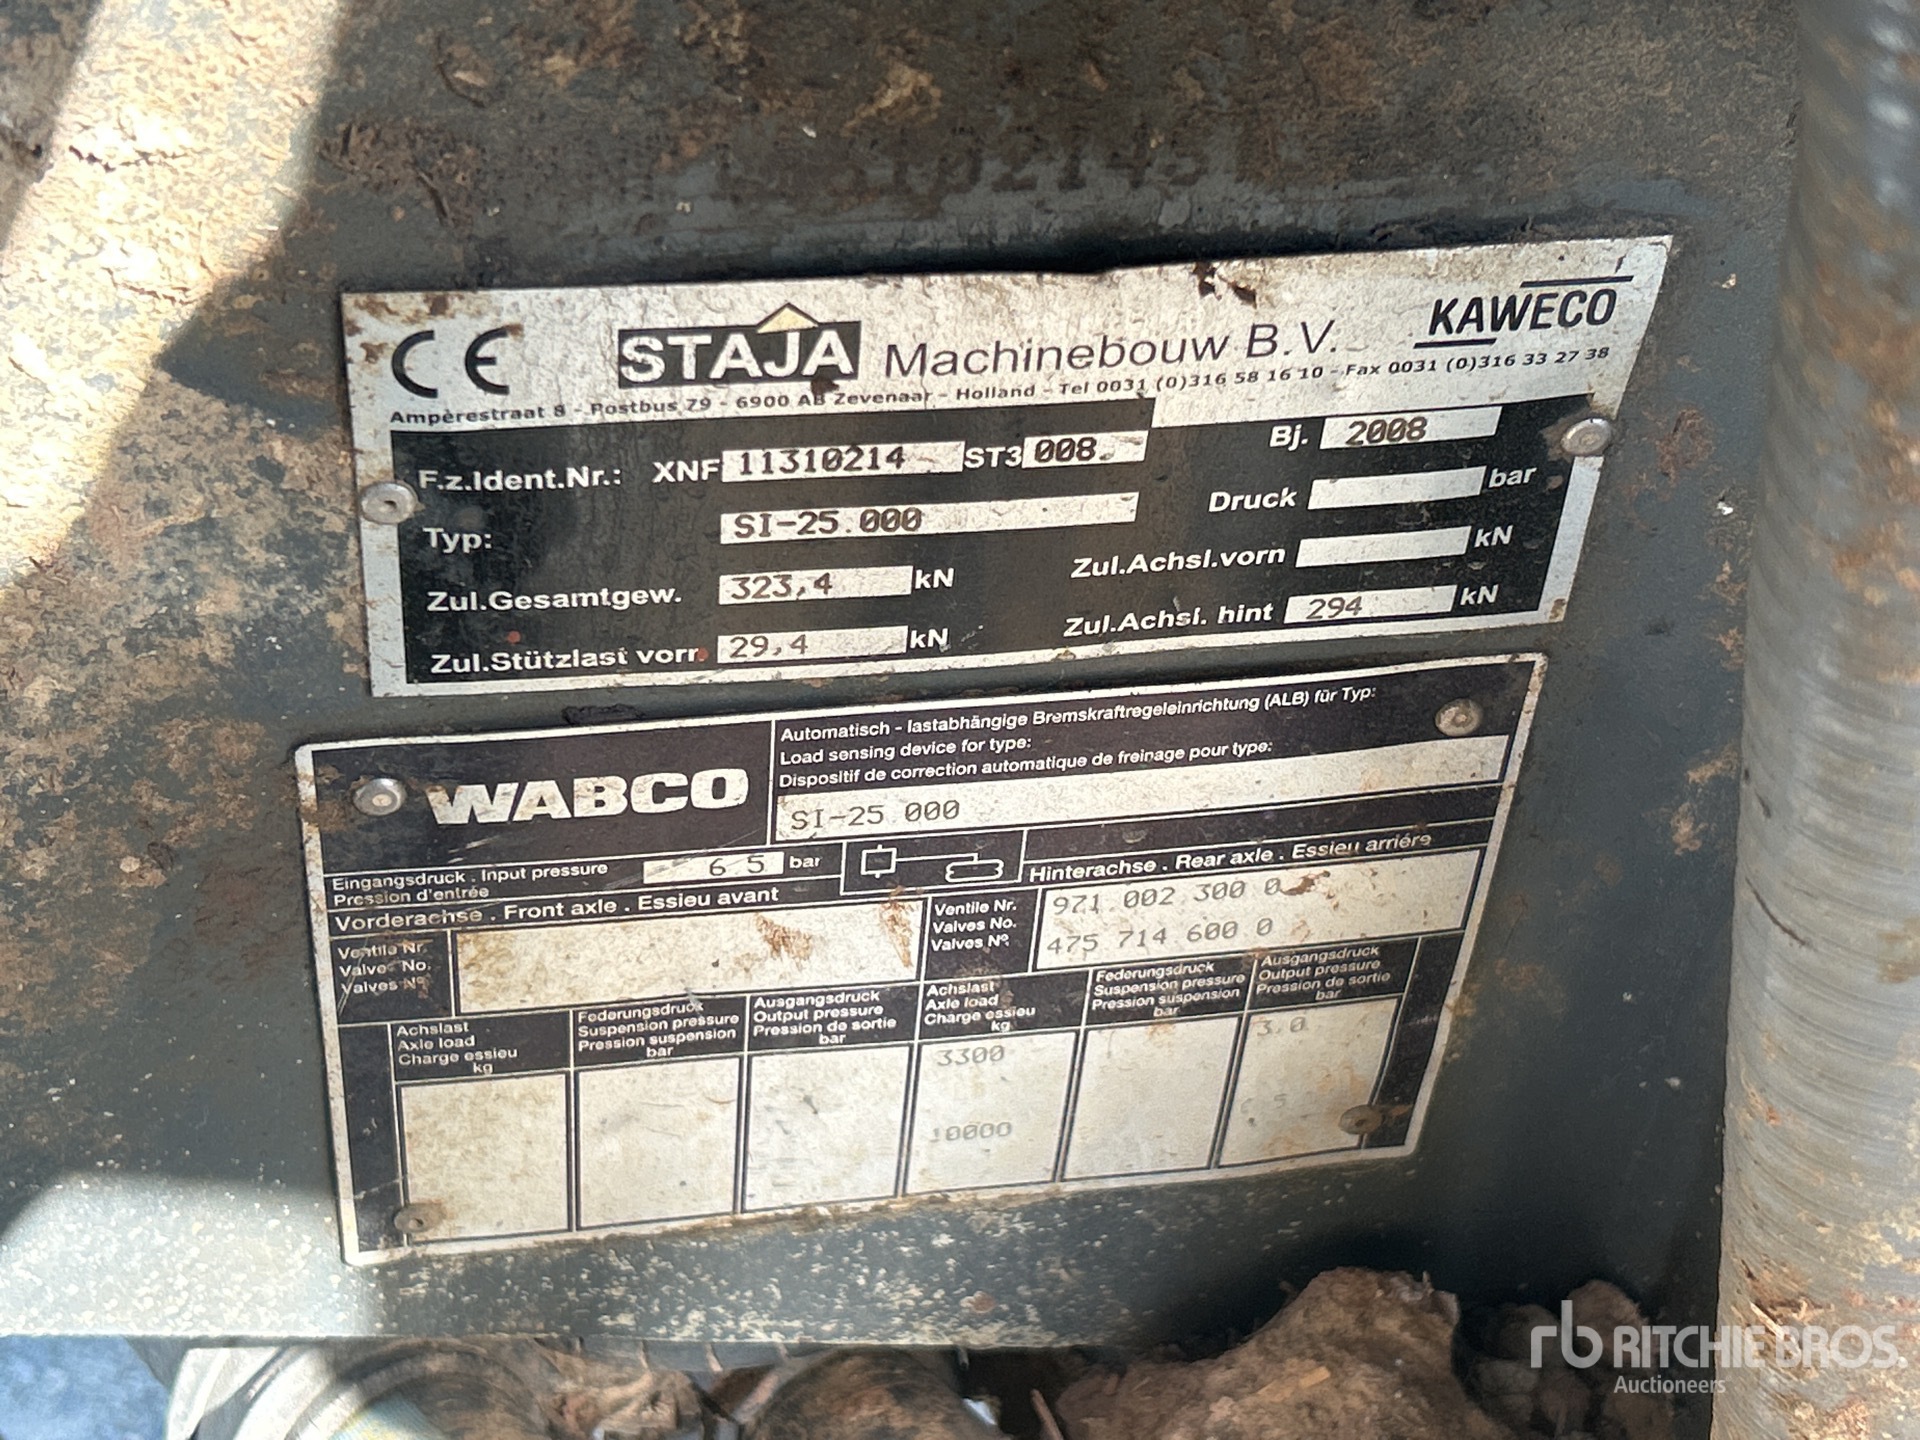 CE STAJA Machinebouw B.V. KAWECO
Ampèrestraat 8 - Postbus 79 - 6900 AB Zevenaar - Holland - Tel 0031 (0)316 58 16 10 - Fax 0031 (0)316 33 27 38
F.z.Ident.Nr.: XNF 11310214 ST3 008. Bj. 2008
Typ: SI-25.000 Druck bar
Zul.Gesamtgew. 323,4 kN Zul.Achsl.vorn kN
Zul.Stützlast vorn 29,4 kN Zul.Achsl. hint 294 kN
WABCO
Automatisch - lastabhängige Bremskraftregeleinrichtung (ALB) für Typ:
Load sensing device for type:
Dispositif de correction automatique de freinage pour type:
SI-25 000
Eingangsdruck . Input pressure
Pression d'entrée
6 5 bar
Vorderachse . Front axle . Essieu avant
Ventile Nr.
Valve No.
Valves Nº
Hinterachse . Rear axle . Essieu arriére
Ventile Nr.
Valves No.
Valves Nº.
971 002 300 0
475 714 600 0
Achslast
Axle load
Charge essieu
kg
Federungsdruck
Suspension pressure
Pression suspension
bar
Ausgangsdruck
Output pressure
Pression de sortie
bar
Achslast
Axle load
Charge essieu
kg
3300
10000
Federungsdruck
Suspension pressure
Pression suspension
bar
Ausgangsdruck
Output pressure
Pression de sortie
bar
3.0
rb RITCHIE BROS.
Auctioneers